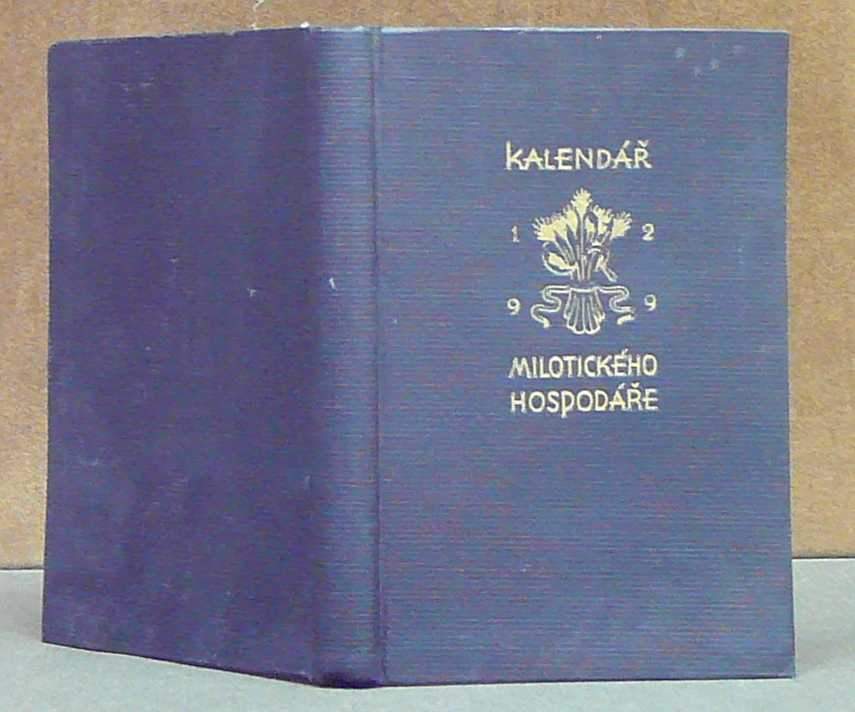 KALENDÁŘ
1 2
9 9
MILOTICKÉHO
HOSPODÁŘE